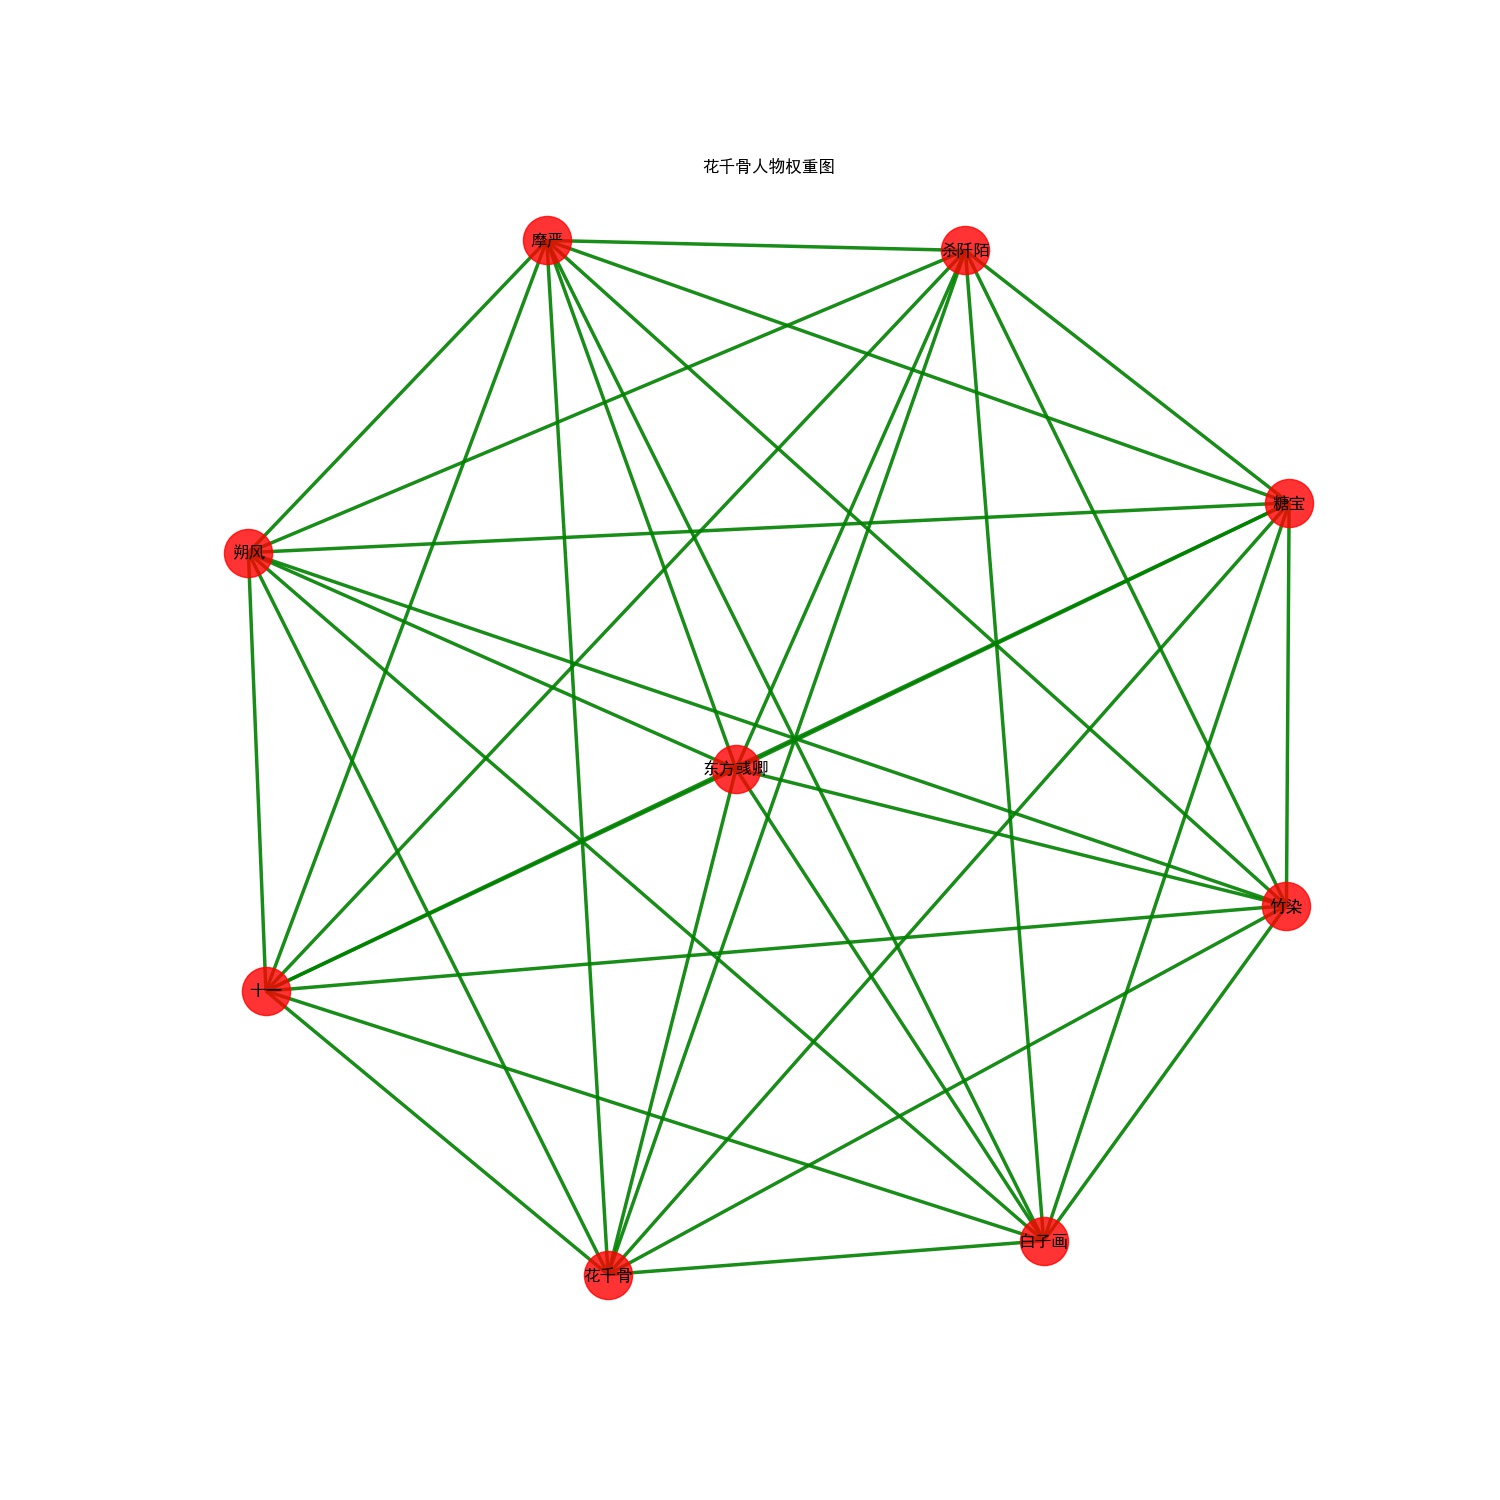 花千骨人物权重图
摩严
杀阡陌
糖宝
朔风
东方彧卿
竹染
十一
白子画
花千骨